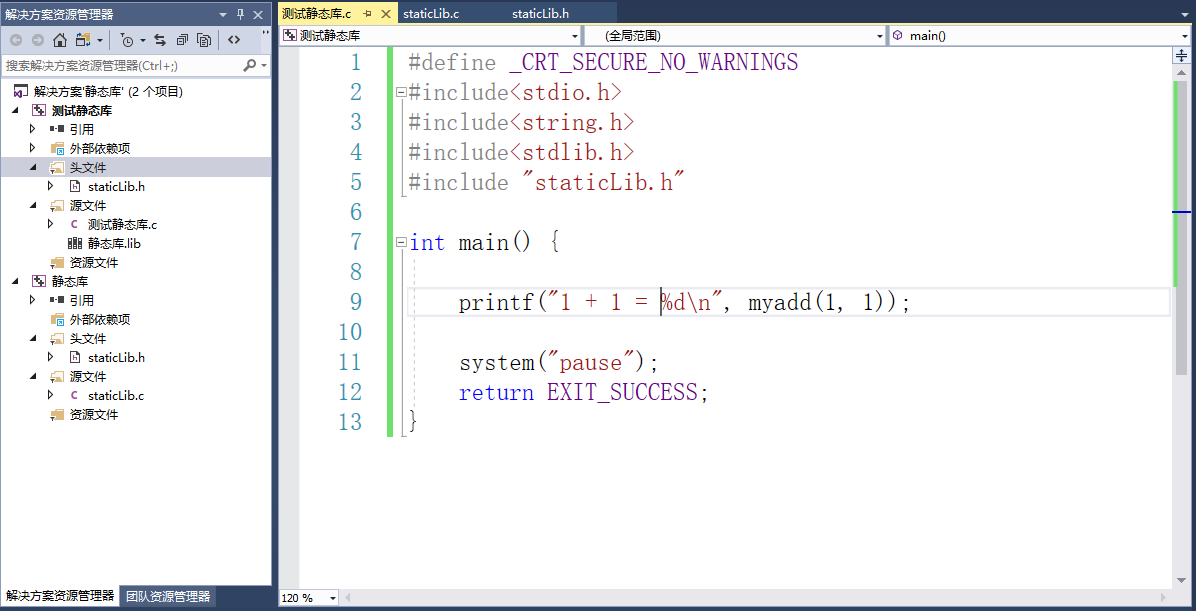 解决方案资源管理器
搜索解决方案资源管理器(Ctrl+;)
解决方案'静态库' (2 个项目)
测试静态库
引用
外部依赖项
头文件
staticLib.h
源文件
测试静态库.c
静态库.lib
资源文件
静态库
引用
外部依赖项
头文件
staticLib.h
源文件
staticLib.c
资源文件
解决方案资源管理器 团队资源管理器
测试静态库.c staticLib.c staticLib.h
测试静态库 (全局范围) main()
1 #define _CRT_SECURE_NO_WARNINGS
2 #include<stdio.h>
3 #include<string.h>
4 #include<stdlib.h>
5 #include "staticLib.h"
6
7 int main() {
8
9 printf("1 + 1 = %d\n", myadd(1, 1));
10
11 system("pause");
12 return EXIT_SUCCESS;
13 }
120 %